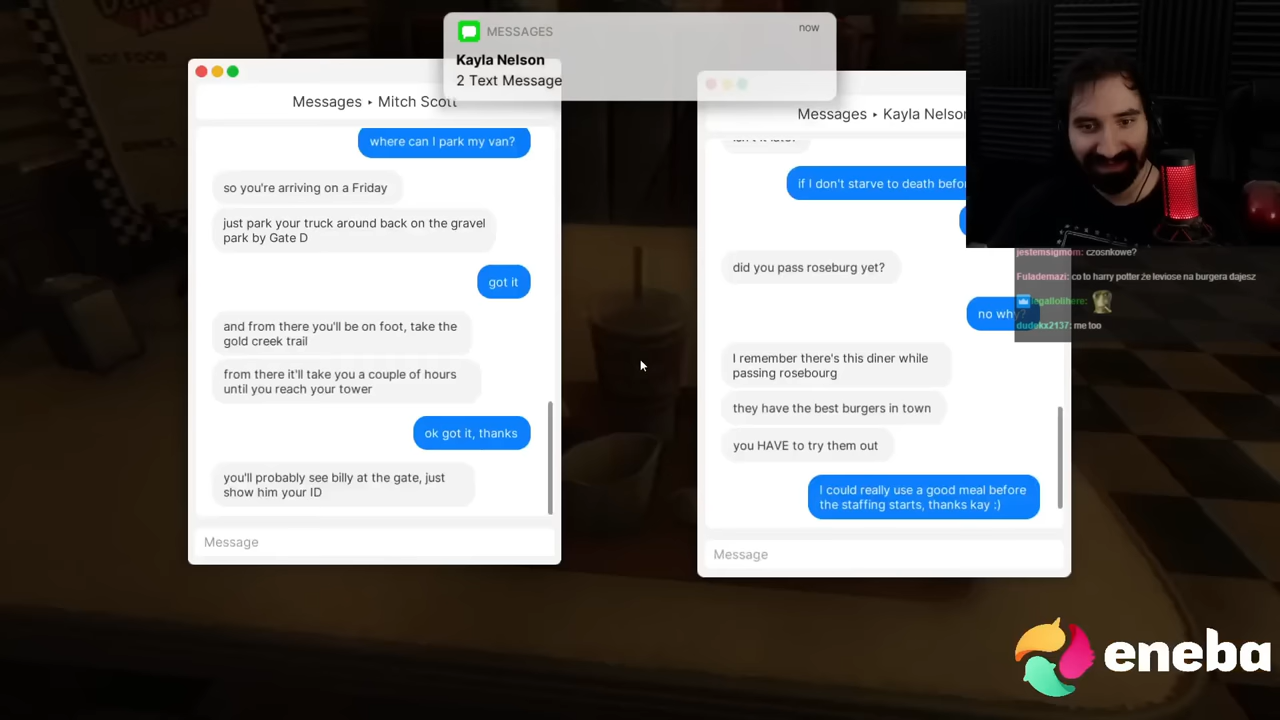 MESSAGES
now
Kayla Nelson
2 Text Message
Messages ‣ Mitch Scott
where can I park my van?
so you're arriving on a Friday
just park your truck around back on the gravel
park by Gate D
got it
and from there you'll be on foot, take the
gold creek trail
from there it'll take you a couple of hours
until you reach your tower
ok got it, thanks
you'll probably see billy at the gate, just
show him your ID
Message
Messages ‣ Kayla Nelson
if I don't starve to death
did you pass roseburg yet?
no why?
I remember there's this diner while
passing rosebourg
they have the best burgers in town
you HAVE to try them out
I could really use a good meal before
the staffing starts, thanks kay :)
Message
jestemsigmom: czosnkowe?
Fulademazi: co to harry potter że leviose na burgera dajesz
dudekx2137: me too
eneba